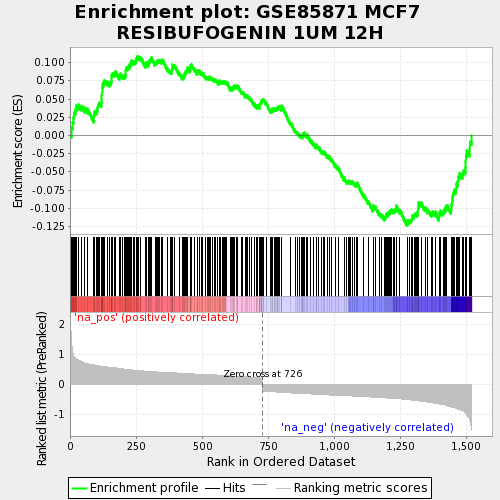 Enrichment plot: GSE85871 MCF7
RESIBUFOGENIN 1UM 12H
Enrichment score (ES)
0.100
0.075
0.050
0.025
0.000
-0.025
-0.050
-0.075
-0.100
-0.125
'na_pos' (positively correlated)
Ranked list metric (PreRanked)
2
1
0
-1
Zero cross at 726
'na_neg' (negatively correlated)
0
250
500
750
1,000
1,250
1,500
Rank in Ordered Dataset
Enrichment profile
Hits
Ranking metric scores